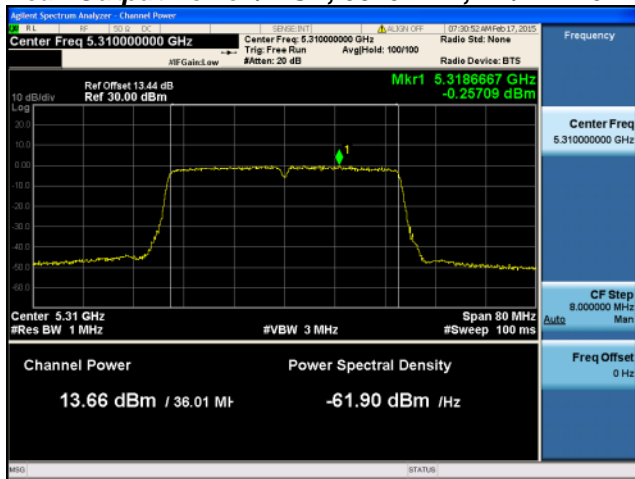 Agilent Spectrum Analyzer - Channel Power
RL RF 50 Ω DC SENSE:INT ALIGN OFF 07:30:52 AM Feb 17, 2015
Center Freq 5.310000000 GHz
Center Freq: 5.310000000 GHz
Radio Std: None
Trig: Free Run Avg|Hold: 100/100
#IFGain:Low #Atten: 20 dB Radio Device: BTS
Ref Offset 13.44 dB
Ref 30.00 dBm
10 dB/div
Log
Mkr1 5.3186667 GHz
-0.25709 dBm
20.0
10.0
0.00
-10.0
-20.0
-30.0
-40.0
-50.0
-60.0
1
Center 5.31 GHz Span 80 MHz
#Res BW 1 MHz #VBW 3 MHz #Sweep 100 ms
Channel Power Power Spectral Density
13.66 dBm / 36.01 MH -61.90 dBm /Hz
MSG STATUS
Frequency
Center Freq
5.310000000 GHz
CF Step
8.000000 MHz
Auto Man
Freq Offset
0 Hz